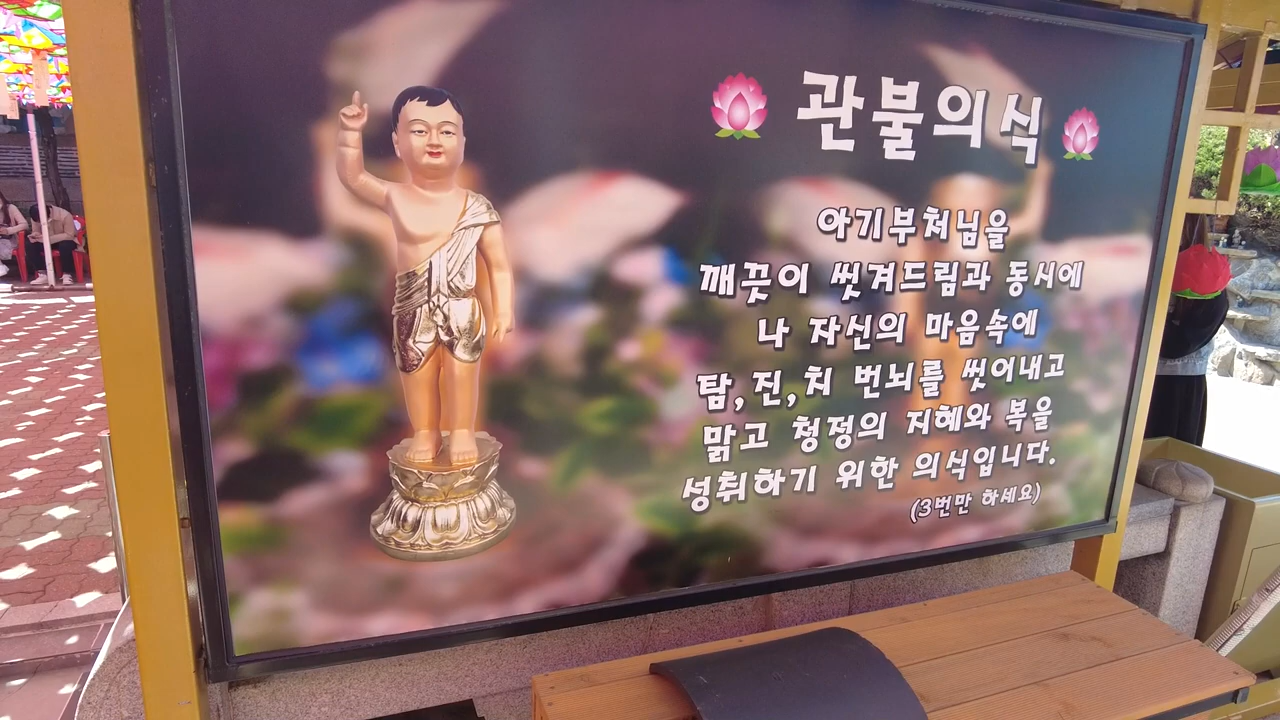 관불의식
아기부처님을
깨끗이 씻겨드림과 동시에
나 자신의 마음속에
탐,진,치 번뇌를 씻어내고
맑고 청정의 지혜와 복을
성취하기 위한 의식입니다.
(3번만 하세요)